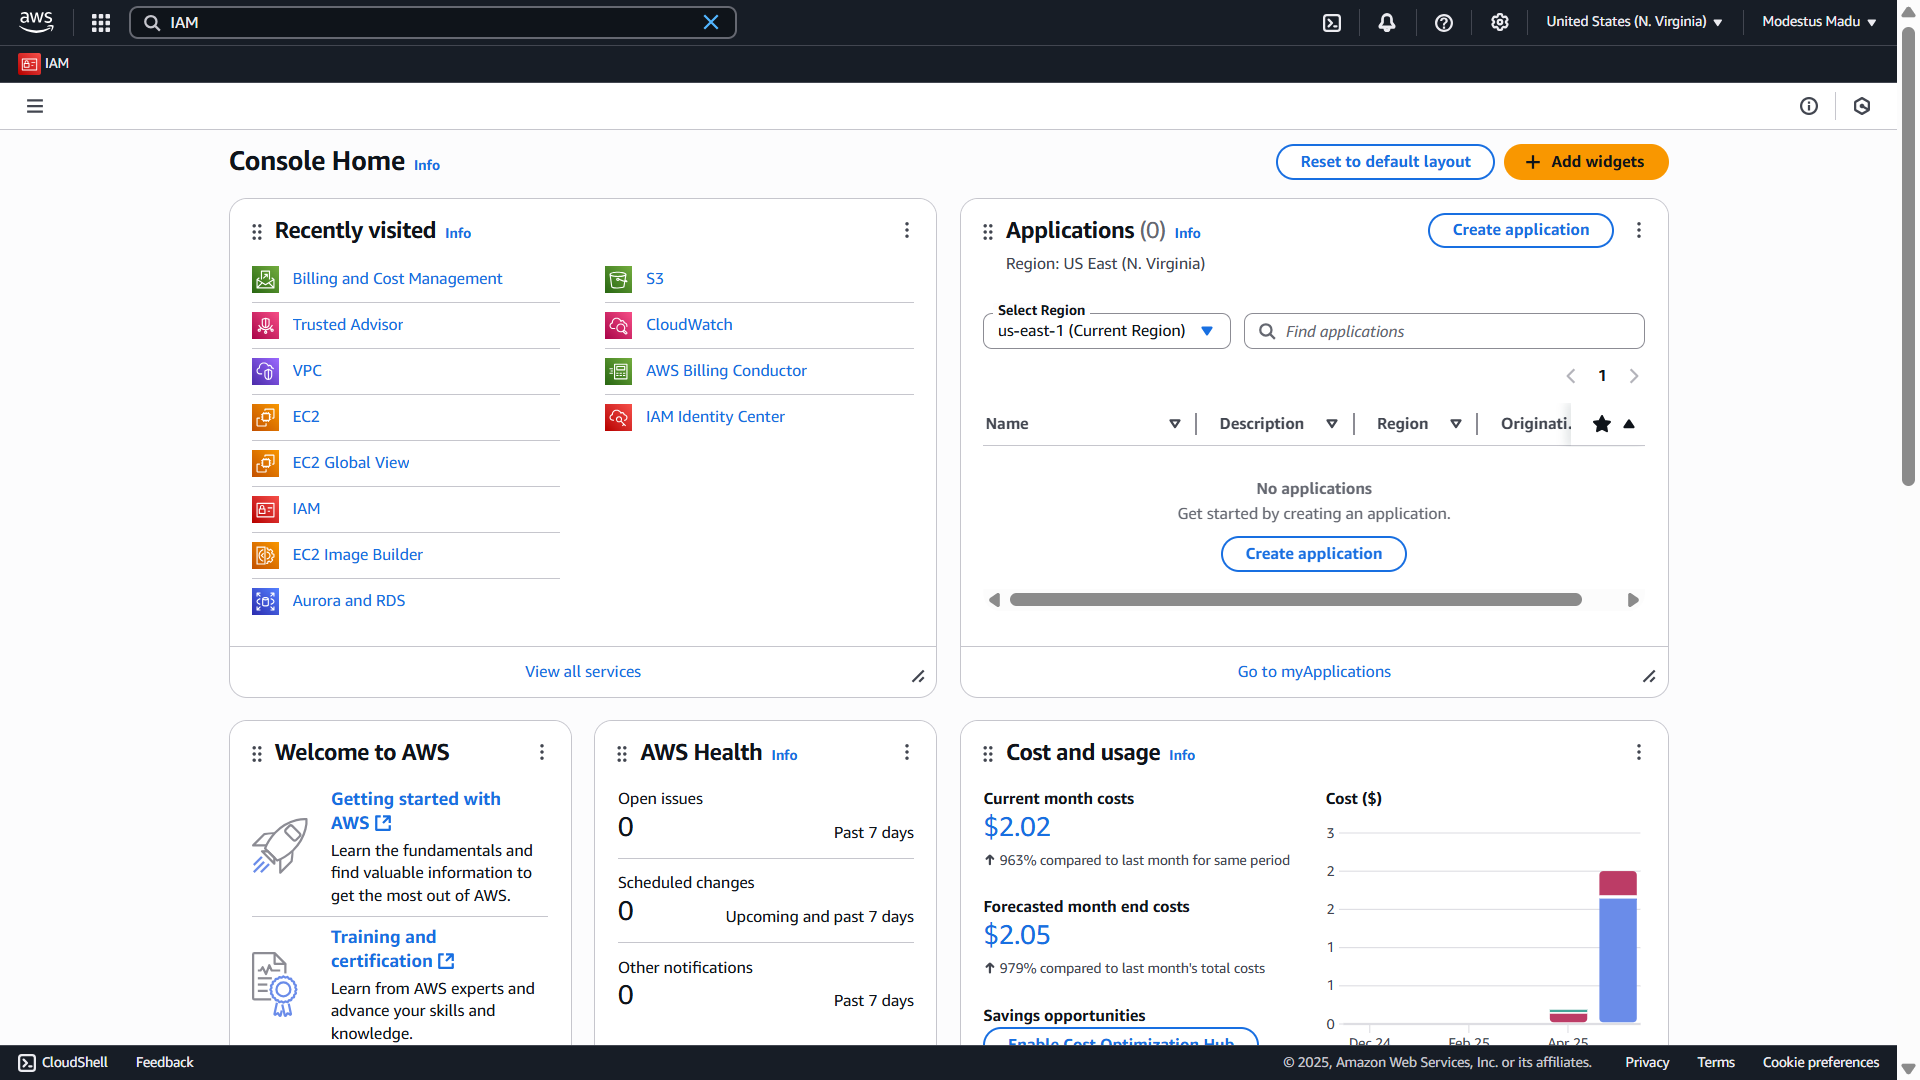 aws
IAM
United States (N. Virginia)
Modestus Madu
IAM
Console Home
Info
Reset to default layout
Add widgets
Recently visited
Info
Billing and Cost Management
Trusted Advisor
VPC
EC2
EC2 Global View
IAM
EC2 Image Builder
Aurora and RDS
S3
CloudWatch
AWS Billing Conductor
IAM Identity Center
View all services
Applications (0)
Info
Create application
Region: US East (N. Virginia)
Select Region
us-east-1 (Current Region)
Find applications
1
Name
Description
Region
Originati.
No applications
Get started by creating an application.
Create application
Go to myApplications
Welcome to AWS
Getting started with
AWS
Learn the fundamentals and
find valuable information to
get the most out of AWS.
Training and
certification
Learn from AWS experts and
advance your skills and
knowledge.
AWS Health
Info
Open issues
0
Past 7 days
Scheduled changes
0
Upcoming and past 7 days
Other notifications
0
Past 7 days
Cost and usage
Info
Current month costs
$2.02
963% compared to last month for same period
Forecasted month end costs
$2.05
979% compared to last month's total costs
Savings opportunities
Enable Cost Optimization Hub
Cost ($)
3
2
2
1
1
0
Dec 24
Feb 25
Apr 25
CloudShell
Feedback
© 2025, Amazon Web Services, Inc. or its affiliates.
Privacy
Terms
Cookie preferences